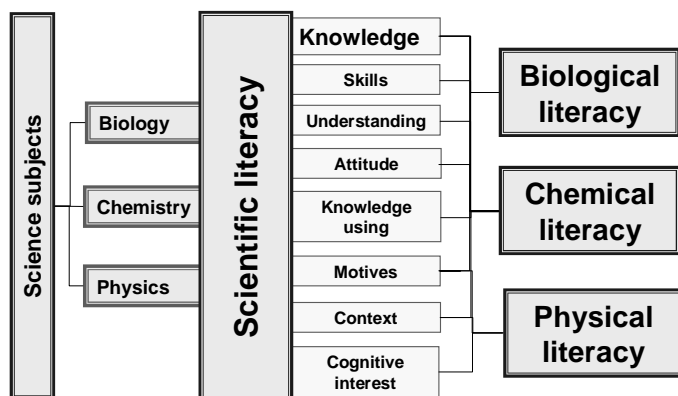 Science subjects
Biology
Chemistry
Physics
Scientific literacy
Knowledge
Skills
Understanding
Attitude
Knowledge
using
Motives
Context
Cognitive
interest
Biological
literacy
Chemical
literacy
Physical
literacy